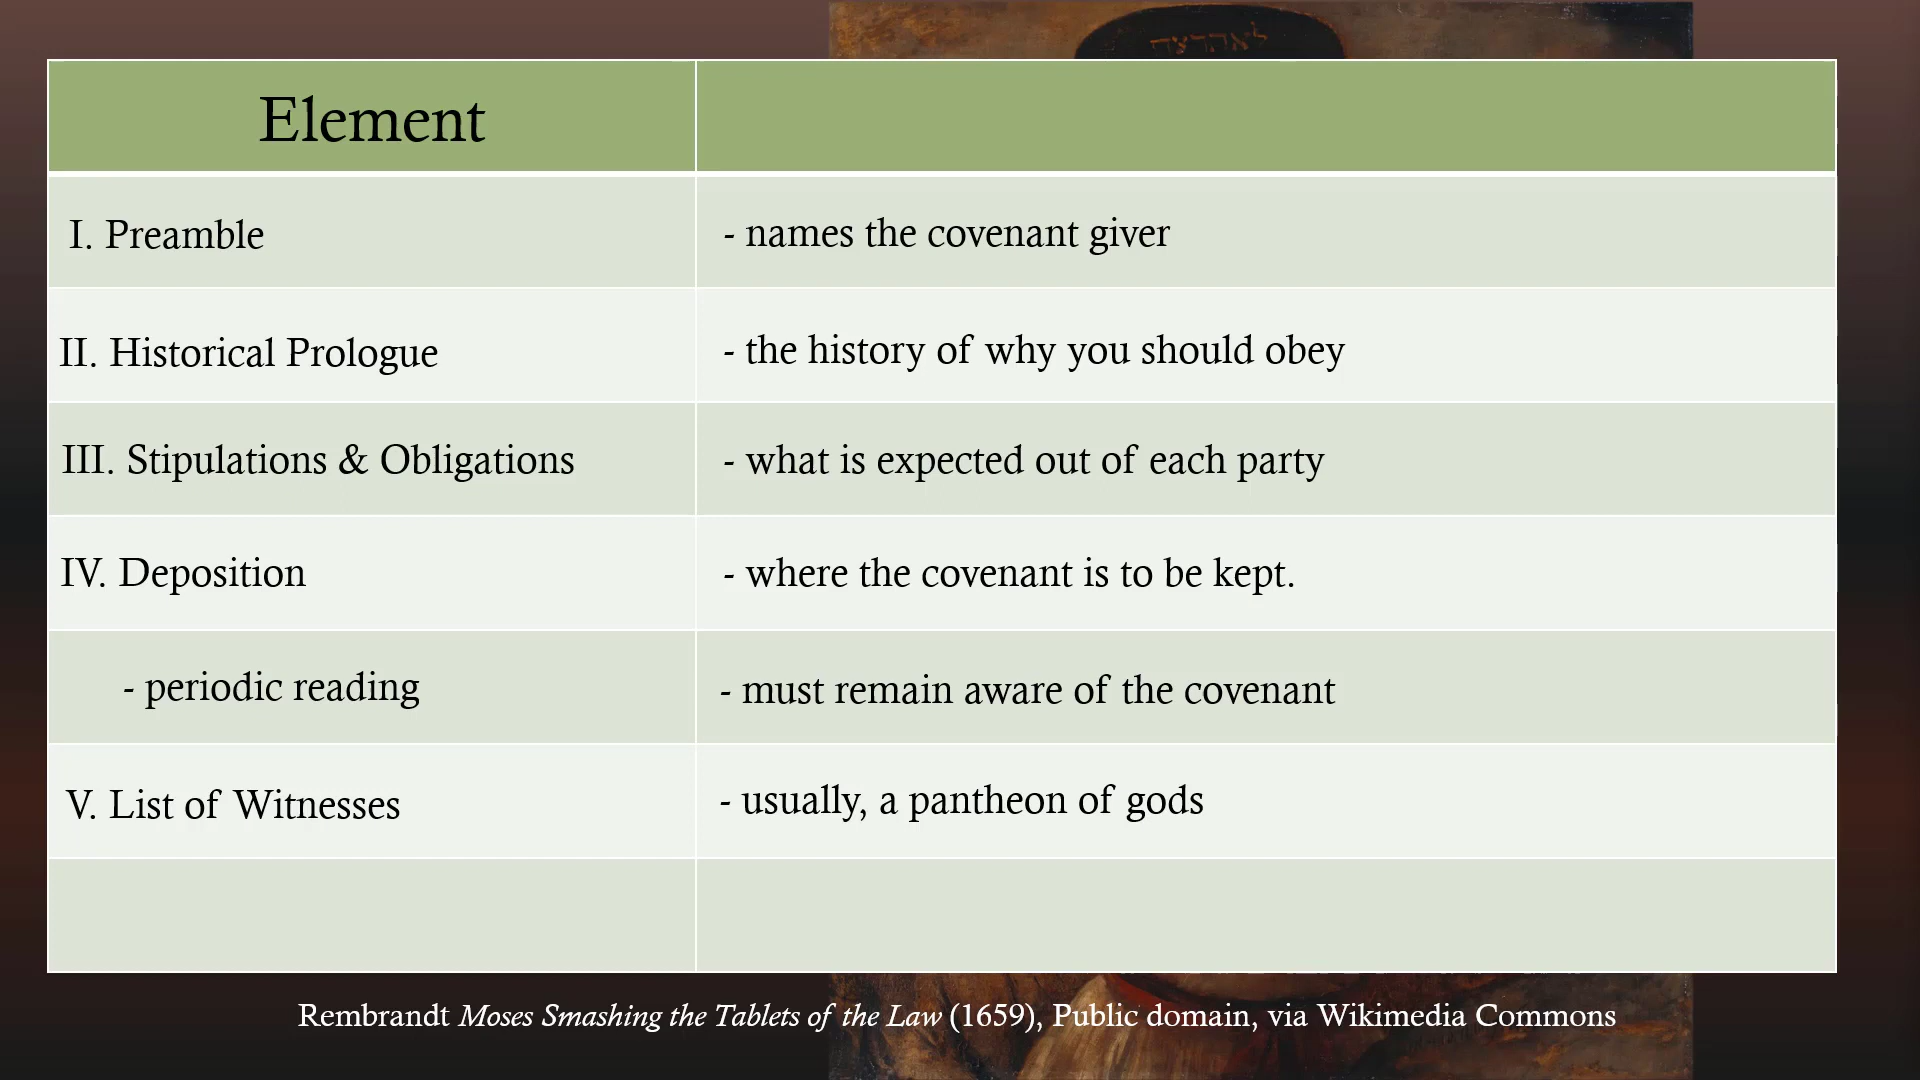 Element
I. Preamble
- names the covenant giver
II. Historical Prologue
- the history of why you should obey
III. Stipulations & Obligations
- what is expected out of each party
IV. Deposition
- where the covenant is to be kept.
- periodic reading
- must remain aware of the covenant
V. List of Witnesses
- usually, a pantheon of gods
Rembrandt Moses Smashing the Tablets of the Law (1659), Public domain, via Wikimedia Commons